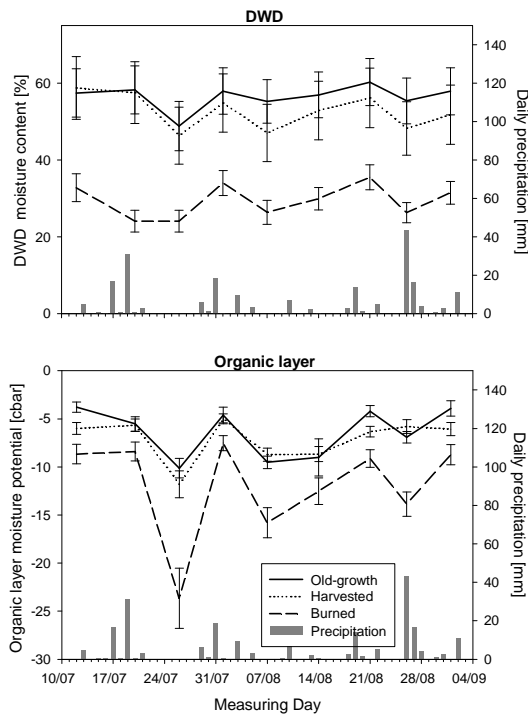 DWD
DWD moisture content [%]
60
40
20
0
140
120
100
80
60
40
20
0
Daily precipitation [mm]
Organic layer
Organic layer moisture potential [cbar]
0
-5
-10
-15
-20
-25
-30
140
120
100
80
60
40
20
0
Daily precipitation [mm]
Old-growth
Harvested
Burned
Precipitation
10/07 17/07 24/07 31/07 07/08 14/08 21/08 28/08 04/09
Measuring Day